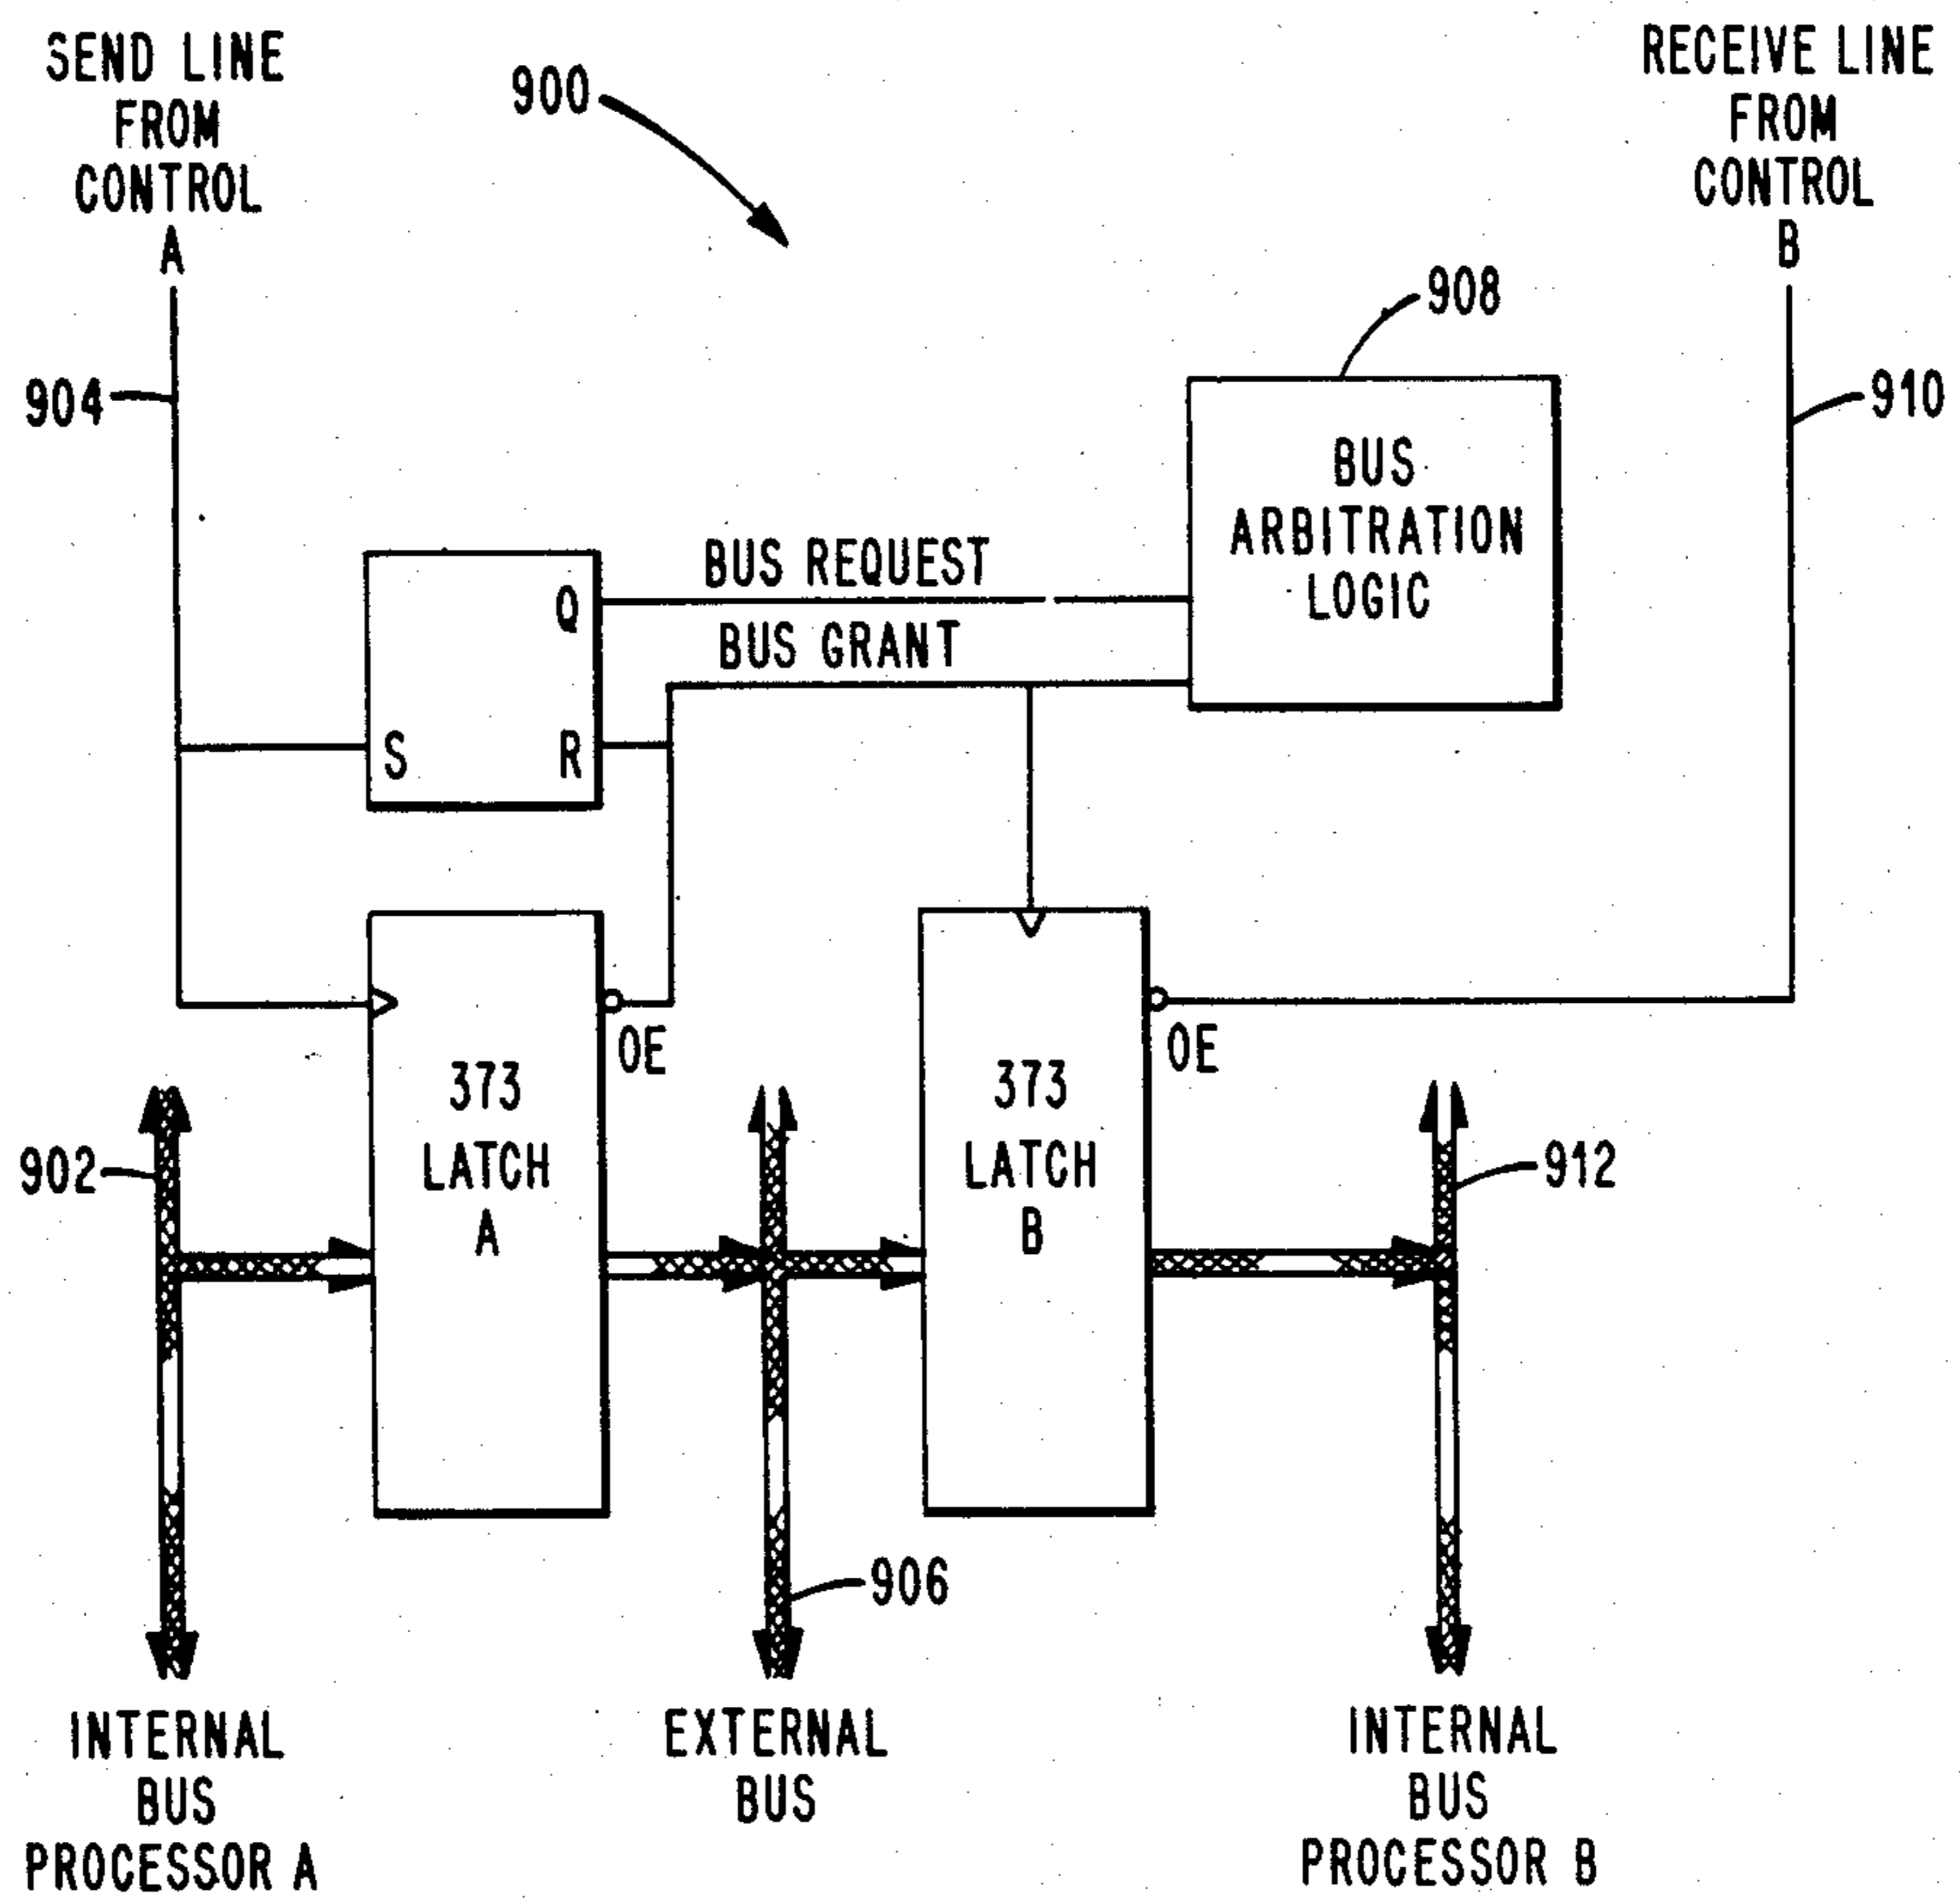 SEND LINE
FROM
CONTROL
A
900
RECEIVE LINE
FROM
CONTROL
B
908
904
910
BUS
ARBITRATION
LOGIC
BUS REQUEST
Q
BUS GRANT
S
R
OE
OE
373
LATCH
A
373
LATCH
B
902
912
906
INTERNAL
BUS
PROCESSOR A
EXTERNAL
BUS
INTERNAL
BUS
PROCESSOR B